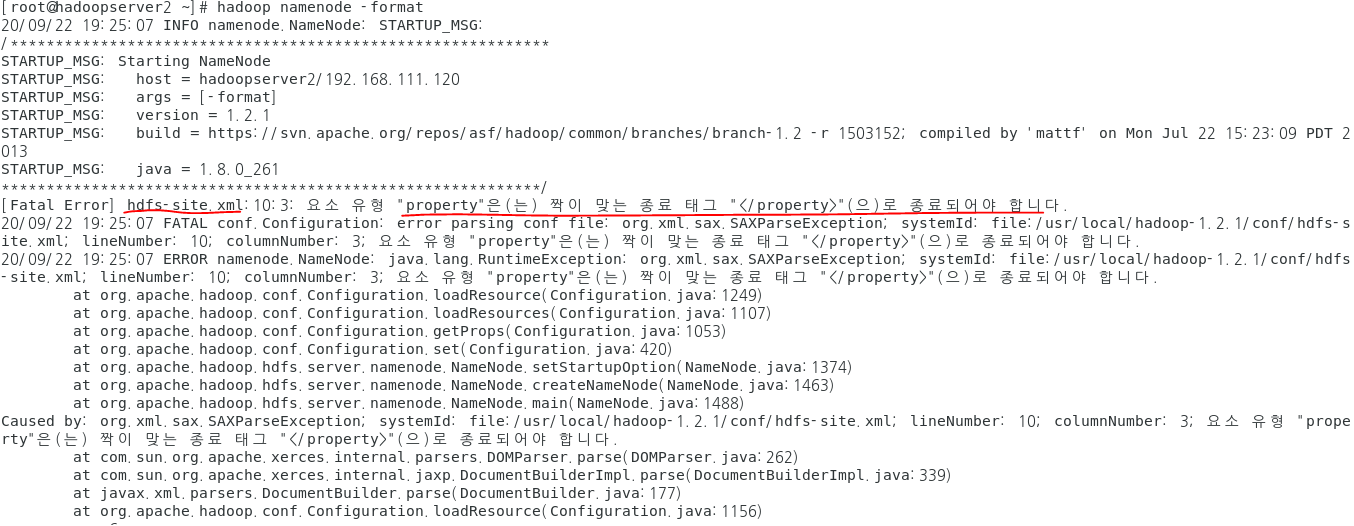 [root@hadoopserver2 ~]# hadoop namenode -format
20/09/22 19:25:07 INFO namenode.NameNode: STARTUP_MSG:
/************************************************************
STARTUP_MSG: Starting NameNode
STARTUP_MSG:   host = hadoopserver2/192.168.111.120
STARTUP_MSG:   args = [-format]
STARTUP_MSG:   version = 1.2.1
STARTUP_MSG:   build = https://svn.apache.org/repos/asf/hadoop/common/branches/branch-1.2 -r 1503152; compiled by 'mattf' on Mon Jul 22 15:23:09 PDT 2
013
STARTUP_MSG:   java = 1.8.0_261
************************************************************/
[Fatal Error] hdfs-site.xml:10:3: 요소 유형 "property"은(는) 짝이 맞는 종료 태그 "</property>"(으)로 종료되어야 합니다.
20/09/22 19:25:07 FATAL conf.Configuration: error parsing conf file: org.xml.sax.SAXParseException; systemId: file:/usr/local/hadoop-1.2.1/conf/hdfs-s
ite.xml; lineNumber: 10; columnNumber: 3; 요소 유형 "property"은(는) 짝이 맞는 종료 태그 "</property>"(으)로 종료되어야 합니다.
20/09/22 19:25:07 ERROR namenode.NameNode: java.lang.RuntimeException: org.xml.sax.SAXParseException; systemId: file:/usr/local/hadoop-1.2.1/conf/hdfs
-site.xml; lineNumber: 10; columnNumber: 3; 요소 유형 "property"은(는) 짝이 맞는 종료 태그 "</property>"(으)로 종료되어야 합니다.
        at org.apache.hadoop.conf.Configuration.loadResource(Configuration.java:1249)
        at org.apache.hadoop.conf.Configuration.loadResources(Configuration.java:1107)
        at org.apache.hadoop.conf.Configuration.getProps(Configuration.java:1053)
        at org.apache.hadoop.conf.Configuration.set(Configuration.java:420)
        at org.apache.hadoop.hdfs.server.namenode.NameNode.setStartupOption(NameNode.java:1374)
        at org.apache.hadoop.hdfs.server.namenode.NameNode.createNameNode(NameNode.java:1463)
        at org.apache.hadoop.hdfs.server.namenode.NameNode.main(NameNode.java:1488)
Caused by: org.xml.sax.SAXParseException; systemId: file:/usr/local/hadoop-1.2.1/conf/hdfs-site.xml; lineNumber: 10; columnNumber: 3; 요소 유형 "prope
rty"은(는) 짝이 맞는 종료 태그 "</property>"(으)로 종료되어야 합니다.
        at com.sun.org.apache.xerces.internal.parsers.DOMParser.parse(DOMParser.java:262)
        at com.sun.org.apache.xerces.internal.jaxp.DocumentBuilderImpl.parse(DocumentBuilderImpl.java:339)
        at javax.xml.parsers.DocumentBuilder.parse(DocumentBuilder.java:177)
        at org.apache.hadoop.conf.Configuration.loadResource(Configuration.java:1156)